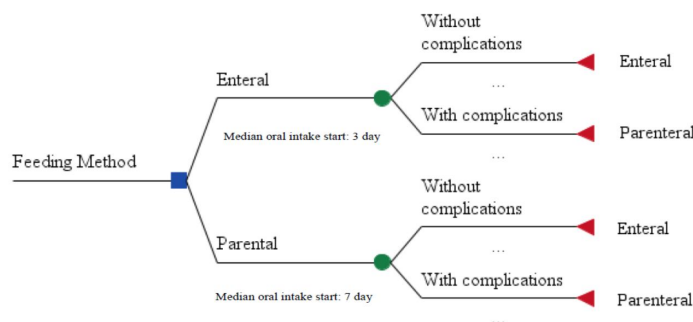 Without
complications
Enteral
Enteral
...
With complications
Parenteral
Median oral intake start: 3 day
...
Feeding Method
Without
complications
Enteral
Parental
...
With complications
Median oral intake start: 7 day
Parenteral
...